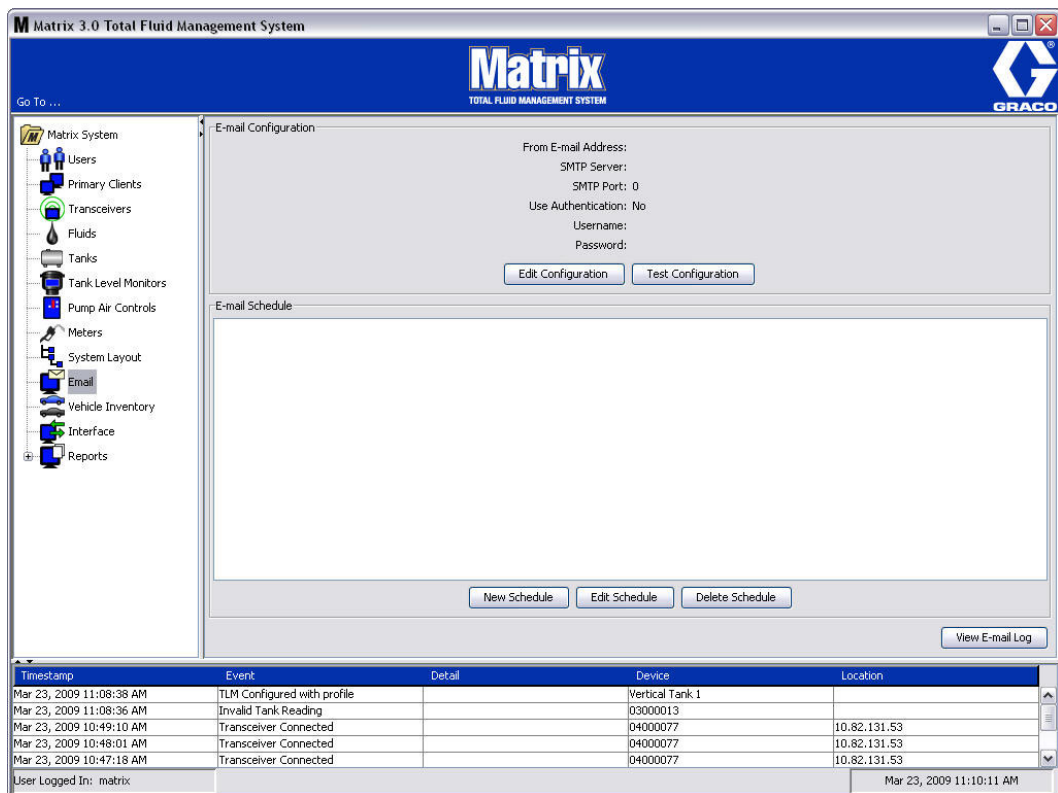 M Matrix 3.0 Total Fluid Management System
Matrix
TOTAL FLUID MANAGEMENT SYSTEM
Go To ...
GRACO
®
Matrix System
Users
Primary Clients
Transceivers
Fluids
Tanks
Tank Level Monitors
Pump Air Controls
Meters
System Layout
Email
Vehicle Inventory
Interface
Reports
E-mail Configuration
From E-mail Address:
SMTP Server:
SMTP Port: 0
Use Authentication: No
Username:
Password:
Edit Configuration Test Configuration
E-mail Schedule
New Schedule Edit Schedule Delete Schedule
View E-mail Log
Timestamp Event Detail Device Location
Mar 23, 2009 11:08:38 AM TLM Configured with profile Vertical Tank 1
Mar 23, 2009 11:08:36 AM Invalid Tank Reading 03000013
Mar 23, 2009 10:49:10 AM Transceiver Connected 04000077 10.82.131.53
Mar 23, 2009 10:48:01 AM Transceiver Connected 04000077 10.82.131.53
Mar 23, 2009 10:47:18 AM Transceiver Connected 04000077 10.82.131.53
User Logged In: matrix Mar 23, 2009 11:10:11 AM